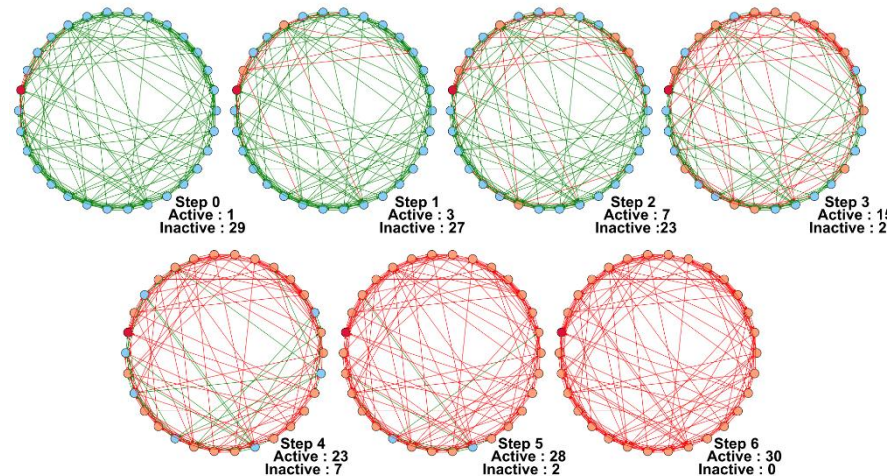 Step 0
Active : 1
Inactive : 29
Step 1
Active : 3
Inactive : 27
Step 2
Active : 7
Inactive :23
Step 3
Active : 15
Inactive : 2
Step 4
Active : 23
Inactive : 7
Step 5
Active : 28
Inactive : 2
Step 6
Active : 30
Inactive : 0